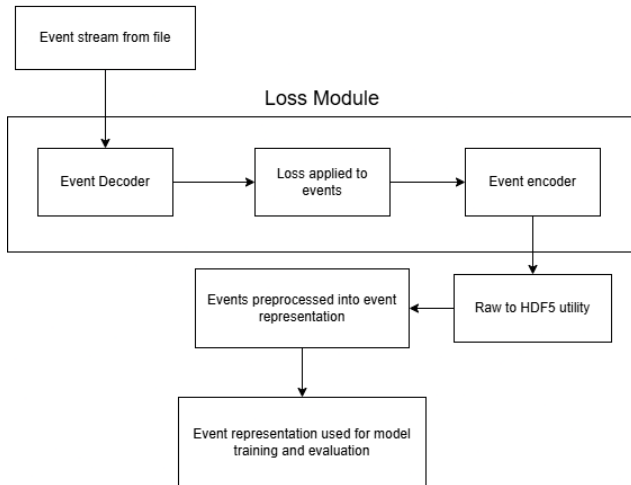 Event stream from file
Loss Module
Event Decoder
Loss applied to
events
Event encoder
Events preprocessed into event
representation
Raw to HDF5 utility
Event representation used for model
training and evaluation